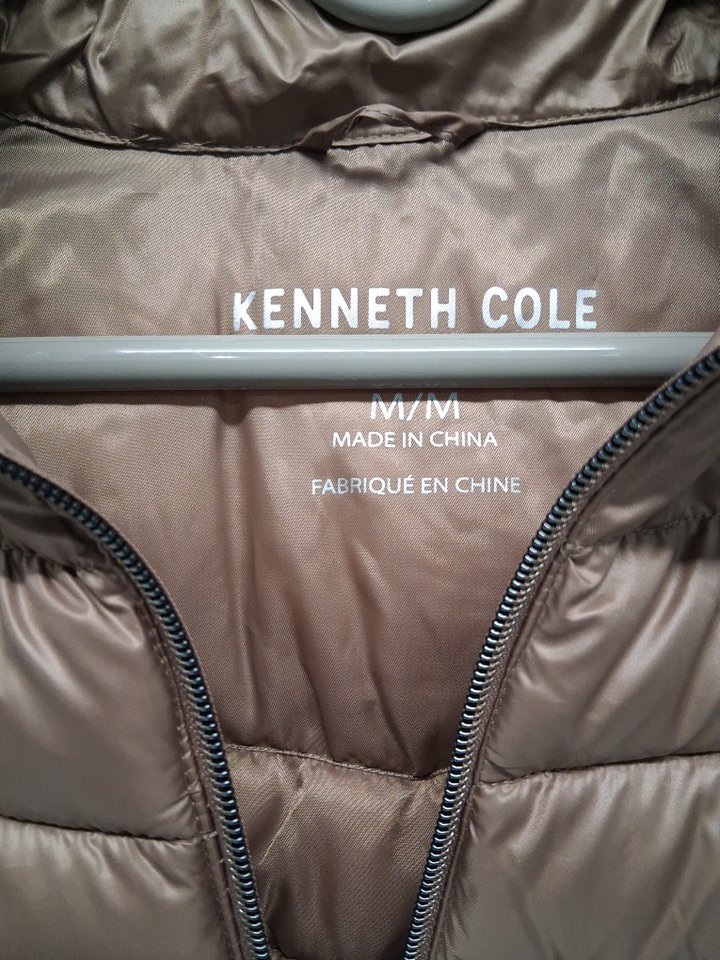 KENNETH COLE
M/M
MADE IN CHINA
FABRIQUÉ EN CHINE